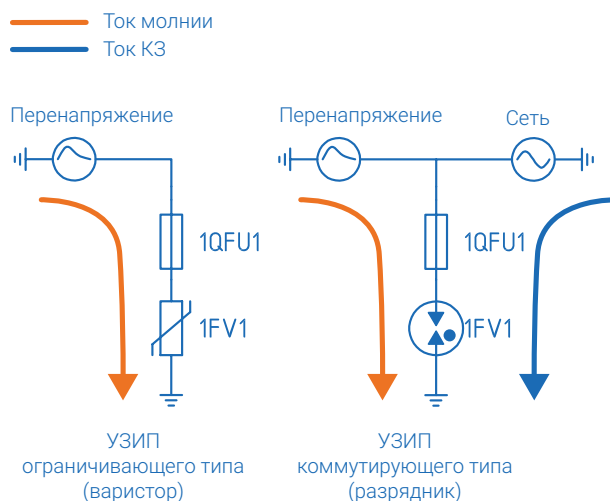 Ток молнии
Ток КЗ
Перенапряжение
Перенапряжение
Сеть
1QFU1
1QFU1
1FV1
1FV1
УЗИП
ограничивающего типа
(варистор)
УЗИП
коммутирующего типа
(разрядник)